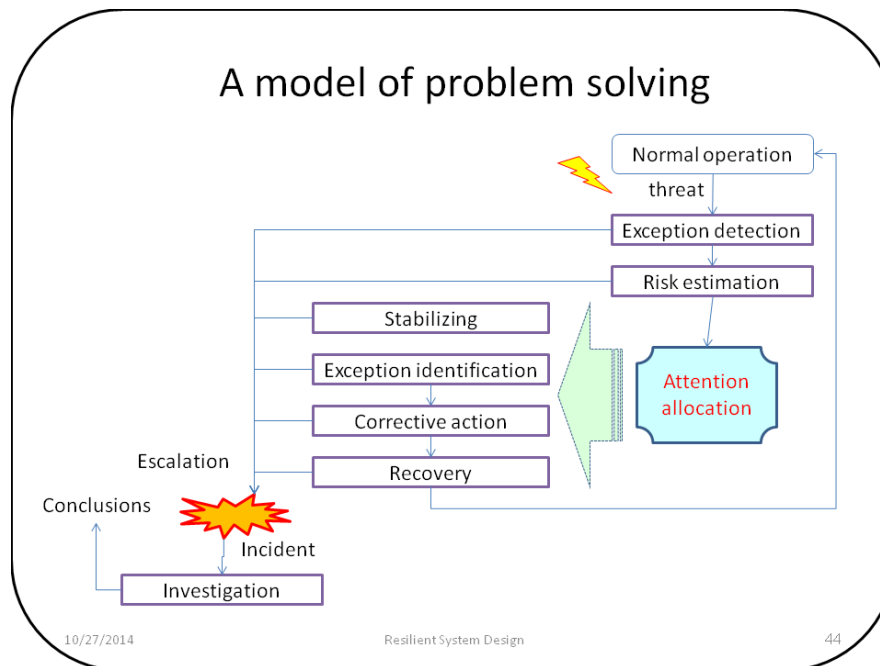 A model of problem solving
Normal operation
threat
Exception detection
Risk estimation
Stabilizing
Exception identification
Attention
allocation
Corrective action
Recovery
Escalation
Conclusions
Incident
Investigation
10/27/2014
Resilient System Design
44